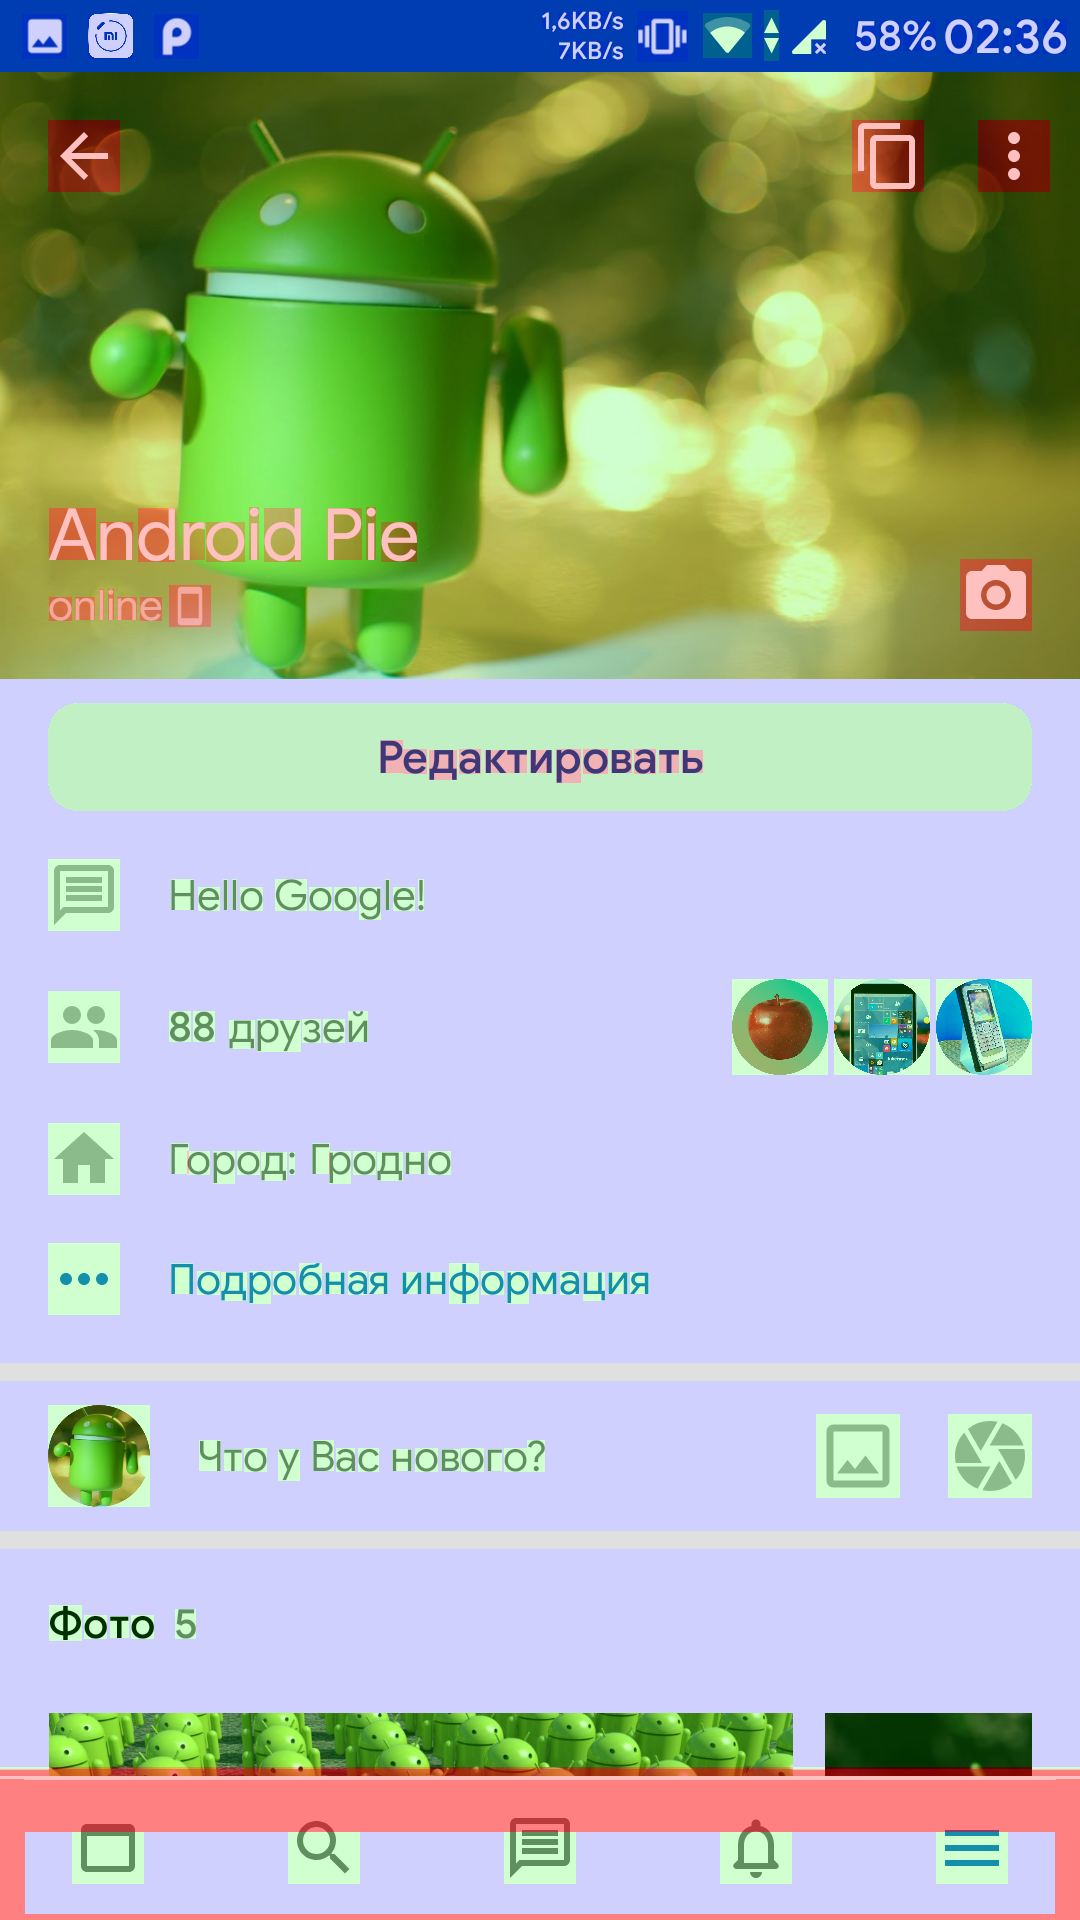 1,6KB/s
7KB/s
58% 02:36
Android Pie
online
Редактировать
Hello Google!
88 друзей
Город: Гродно
Подробная информация
Что у Вас нового?
Фото 5